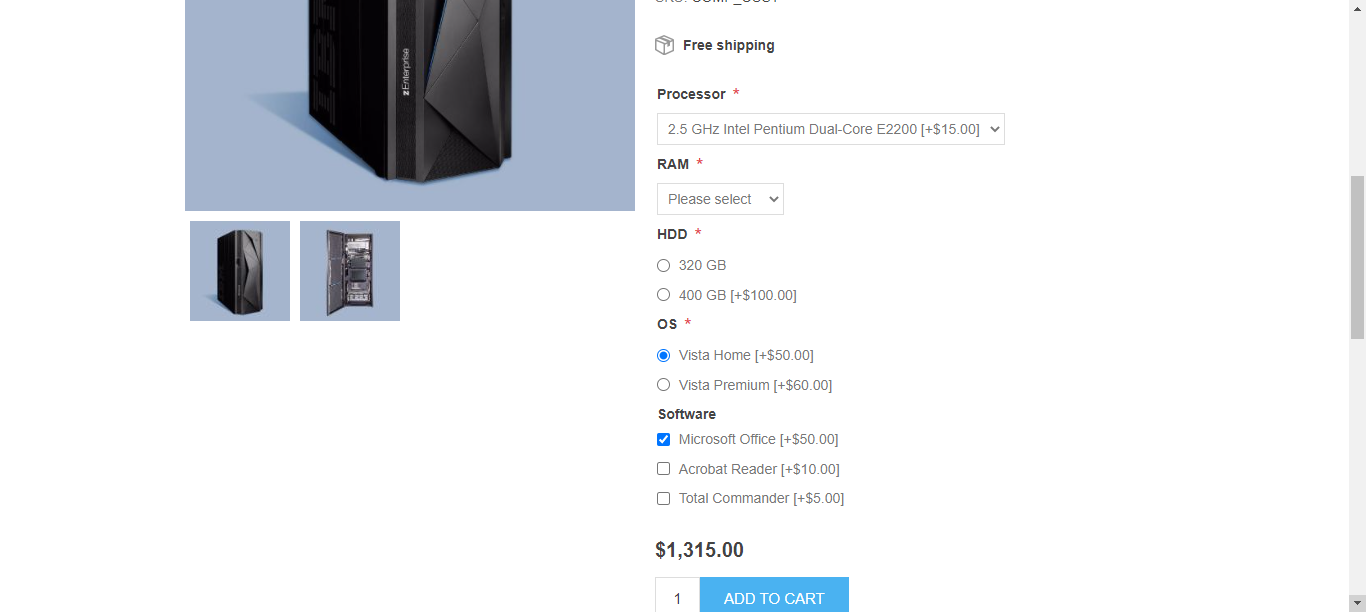 Free shipping
Processor *
2.5 GHz Intel Pentium Dual-Core E2200 [+$15.00]
RAM *
Please select
HDD *
320 GB
400 GB [+$100.00]
OS *
Vista Home [+$50.00]
Vista Premium [+$60.00]
Software
Microsoft Office [+$50.00]
Acrobat Reader [+$10.00]
Total Commander [+$5.00]
$1,315.00
1 ADD TO CART
zEnterprise